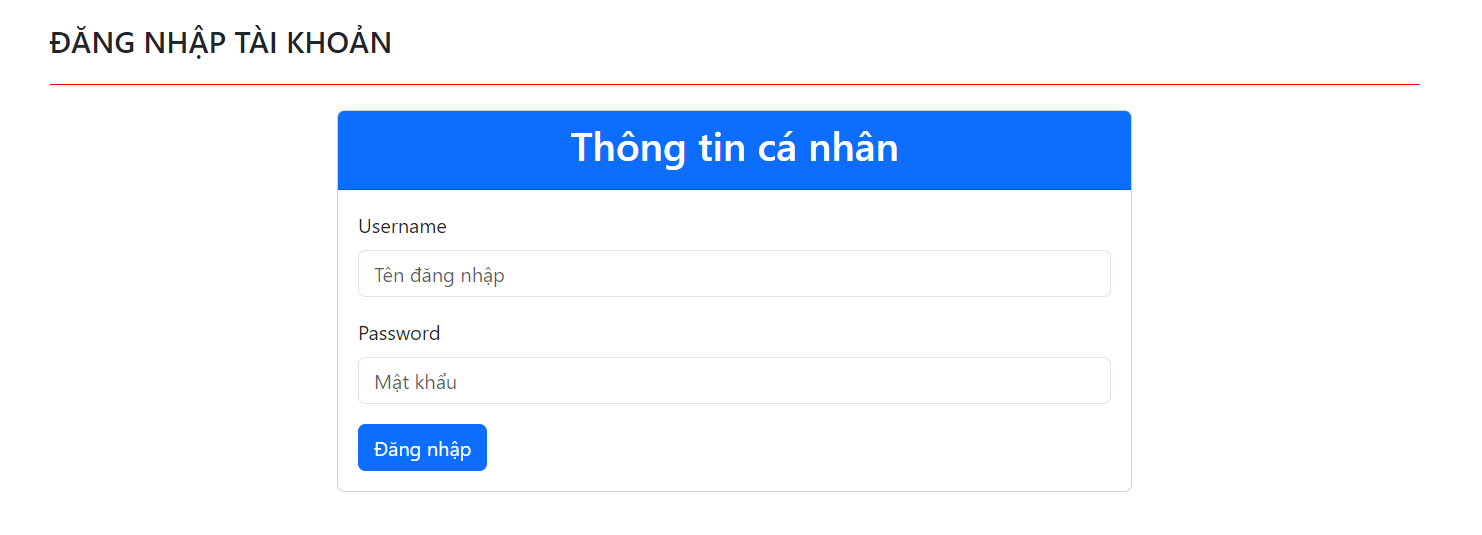 ĐĂNG NHẬP TÀI KHOẢN
Thông tin cá nhân
Username
Tên đăng nhập
Password
Mật khẩu
Đăng nhập